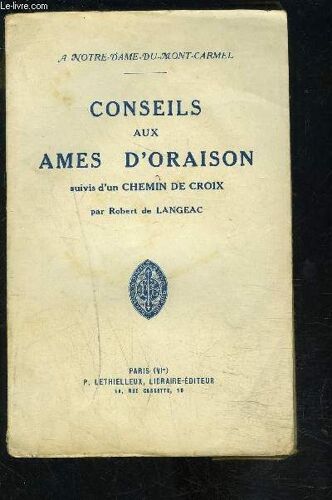 Le-Livre.com
A NOTRE-DAME-DU-MONT-CARMEL
CONSEILS
AUX
AMES D'ORAISON
suivis d'un CHEMIN DE CROIX
par Robert de LANGEAC
PARIS (VIe)
P. LETHIELLEUX, LIBRAIRE-ÉDITEUR
10, RUE CASSETTE, 10